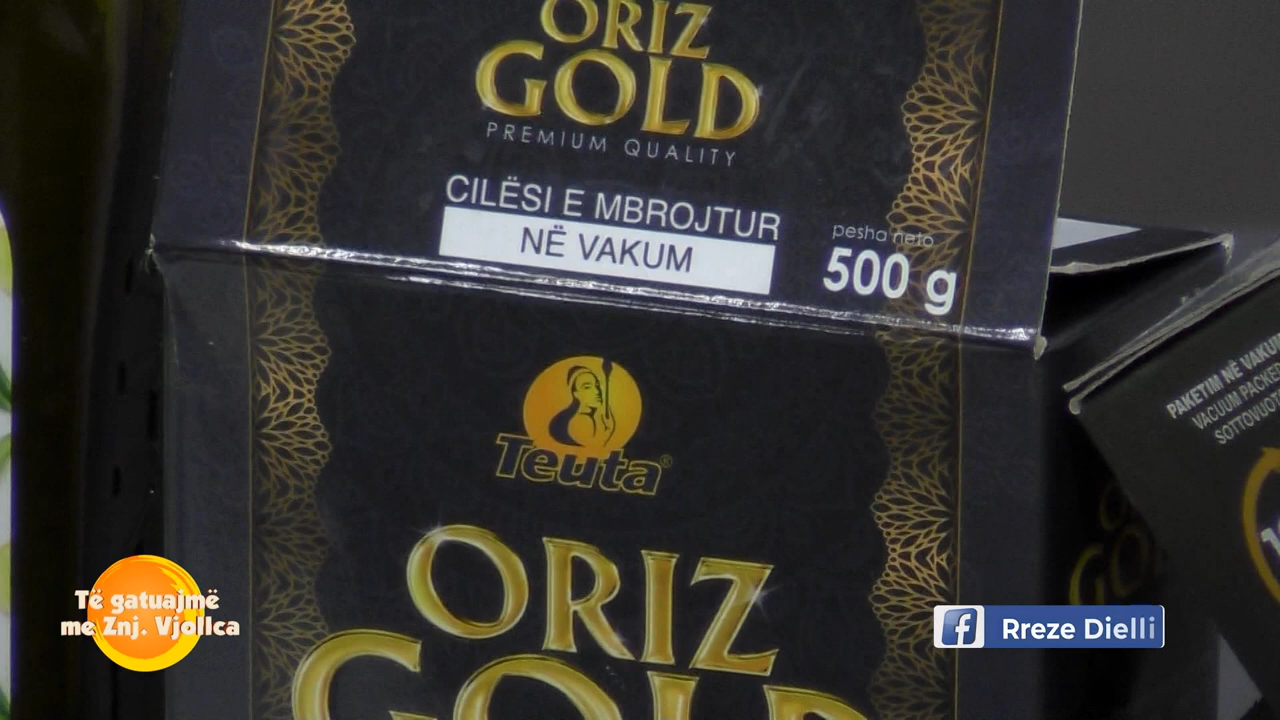 ORIZ
GOLD
PREMIUM QUALITY
CILËSI E MBROJTUR
NË VAKUM
pesha neto
500 g
Teuta®
ORIZ
GOLD
PAKETIM NË VAKUM
VACUUM PACKED
SOTTOVUOTO
GO
Të gatuajmë
me Znj. Vjollca
f Rreze Dielli